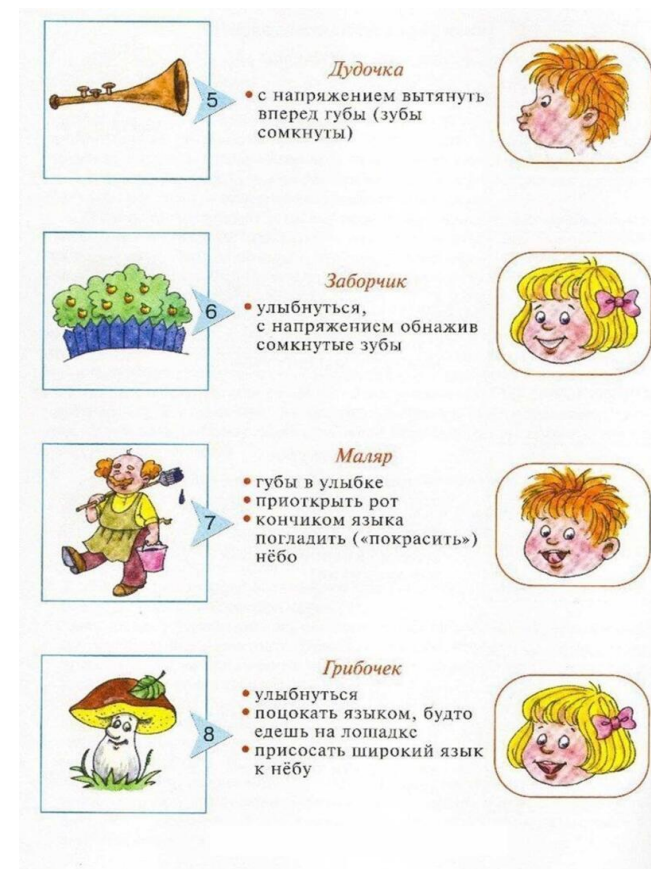 Дудочка
5
• с напряжением вытянуть
вперед губы (зубы
сомкнуты)
Заборчик
6
• улыбнуться,
с напряжением обнажив
сомкнутые зубы
Маляр
• губы в улыбке
• приоткрыть рот
7
• кончиком языка
погладить («покрасить»)
нёбо
Грибочек
• улыбнуться
• поцокать языком, будто
8
едешь на лошадке
• присосать широкий язык
к нёбу